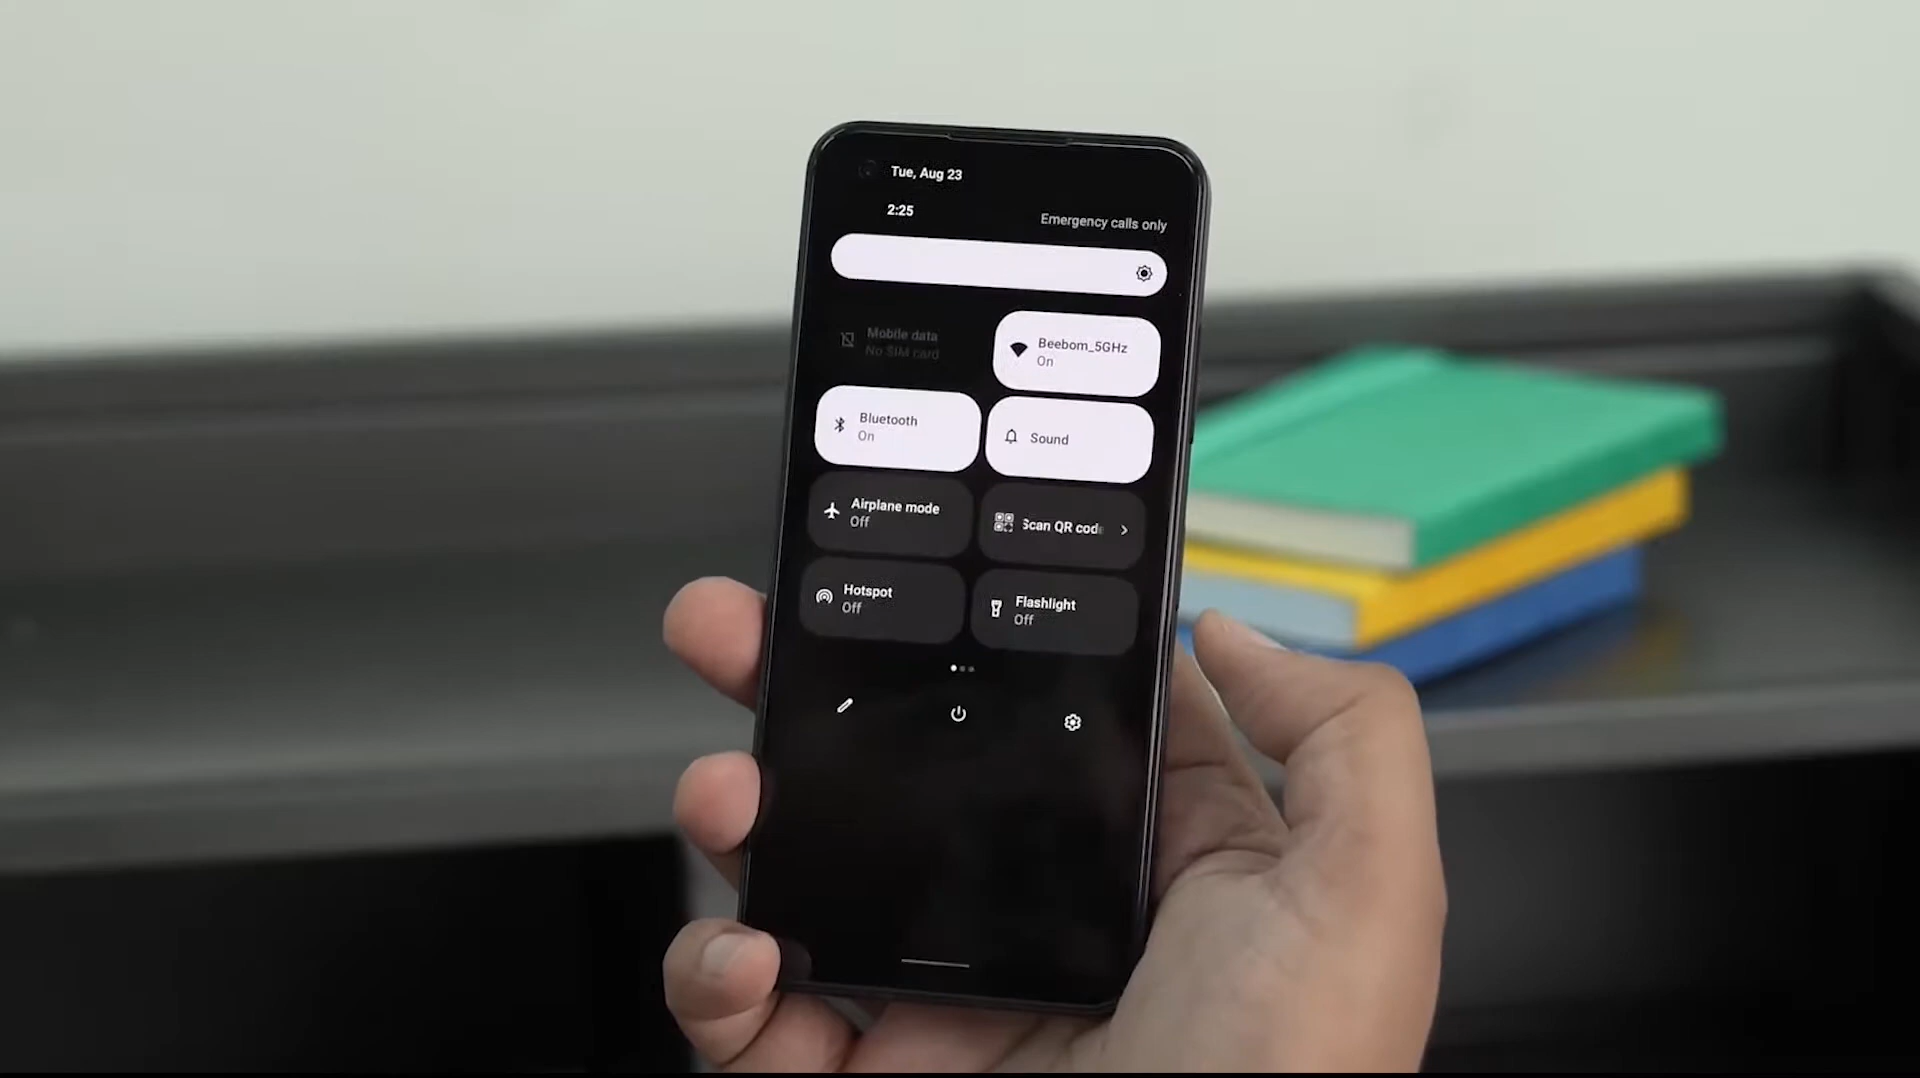 Tue, Aug 23
2:25
Emergency calls only
Mobile data
No SIM card
Beebom_5GHz
On
Bluetooth
On
Sound
Airplane mode
Off
Scan QR code
Hotspot
Off
Flashlight
Off